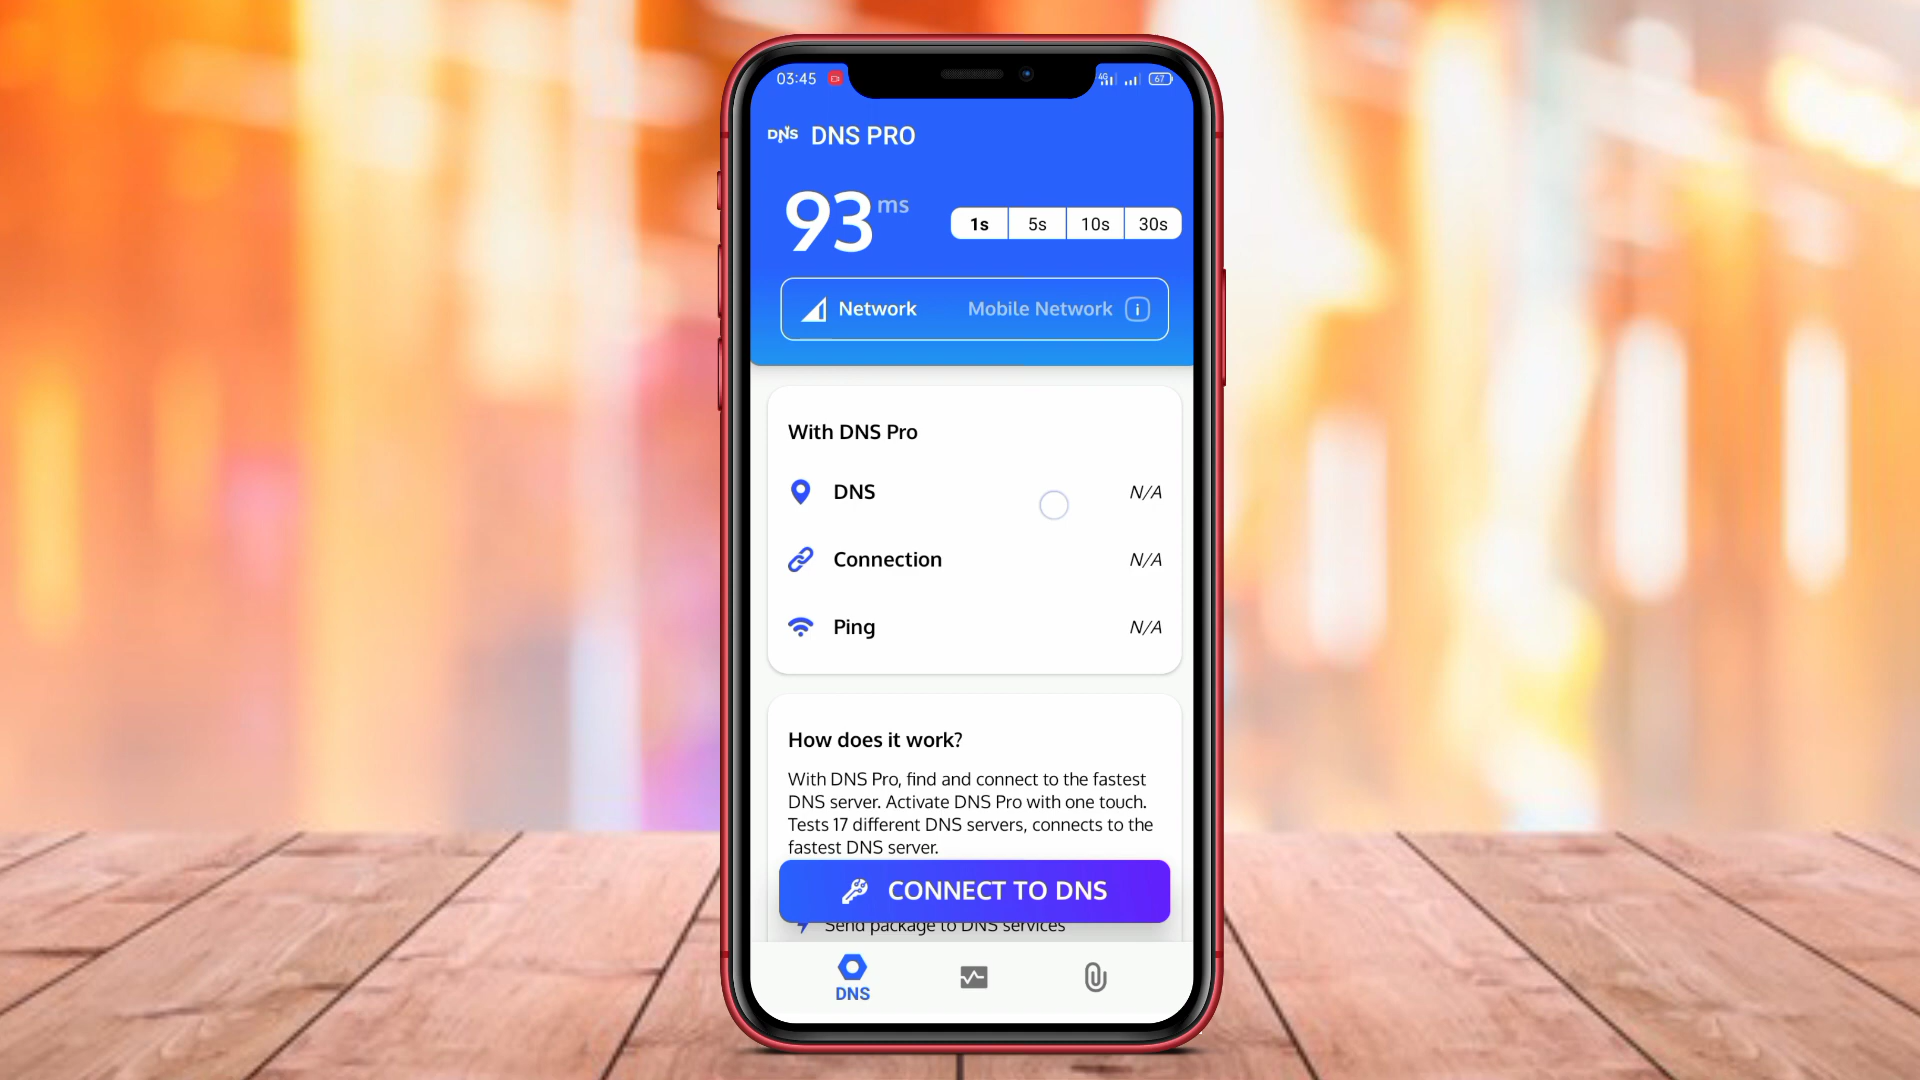 03:45
4G
67
DNS DNS PRO
93 ms
1s 5s 10s 30s
Network Mobile Network i
With DNS Pro
DNS N/A
Connection N/A
Ping N/A
How does it work?
With DNS Pro, find and connect to the fastest
DNS server. Activate DNS Pro with one touch.
Tests 17 different DNS servers, connects to the
fastest DNS server.
CONNECT TO DNS
Send package to DNS services
DNS